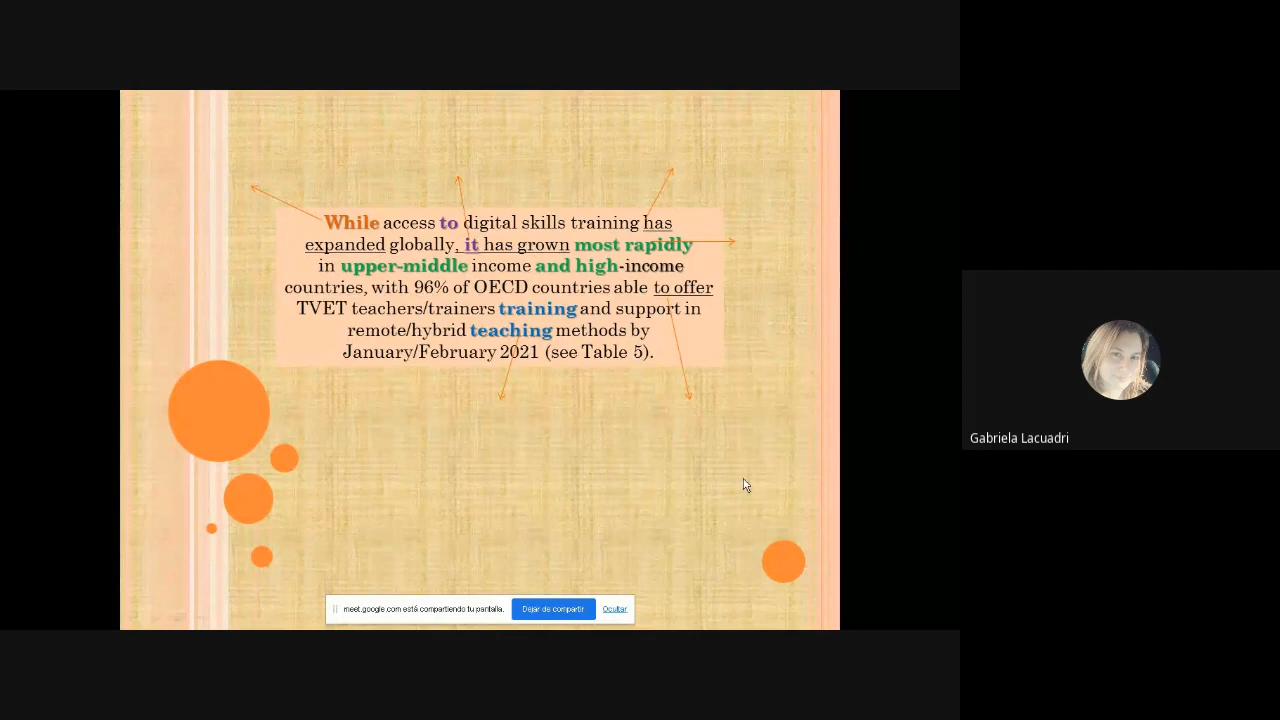 While access to digital skills training has
expanded globally, it has grown most rapidly
in upper-middle income and high-income
countries, with 96% of OECD countries able to offer
TVET teachers/trainers training and support in
remote/hybrid teaching methods by
January/February 2021 (see Table 5).
Gabriela Lacuadri
meet.google.com está compartiendo tu pantalla. Dejar de compartir Ocultar